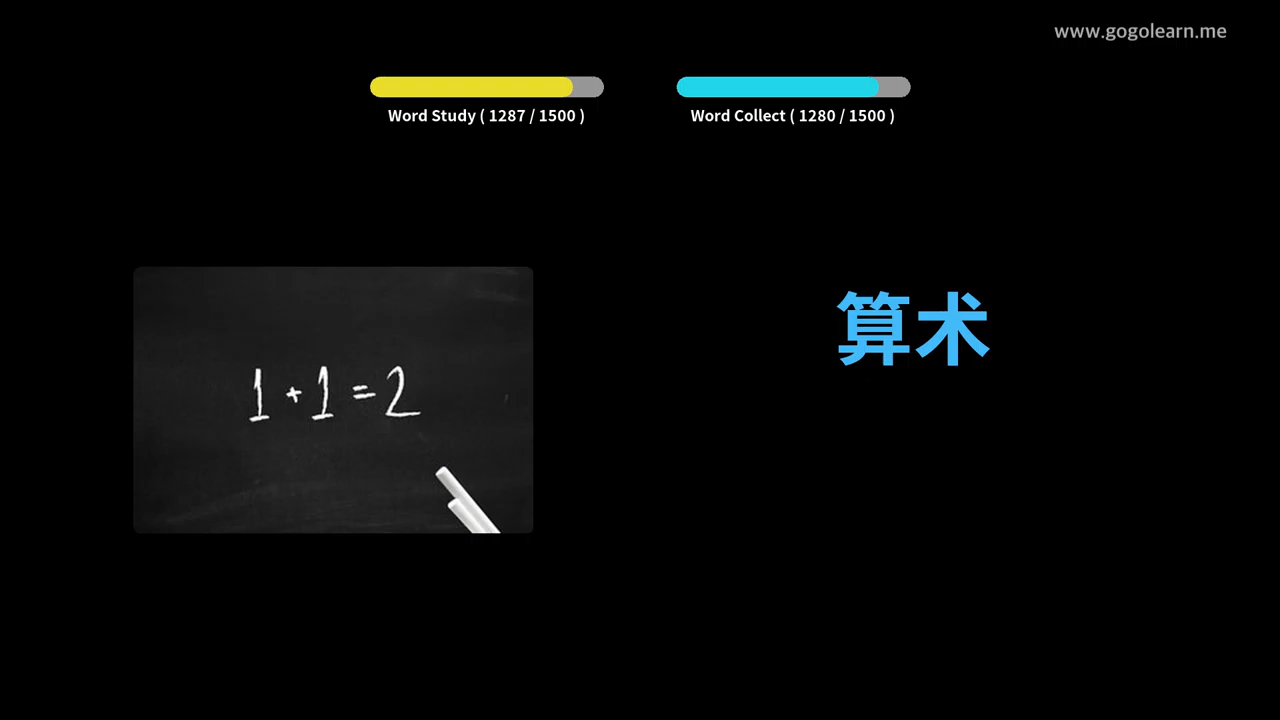 www.gogolearn.me
Word Study ( 1287 / 1500 )
Word Collect ( 1280 / 1500 )
算术
1 + 1 = 2